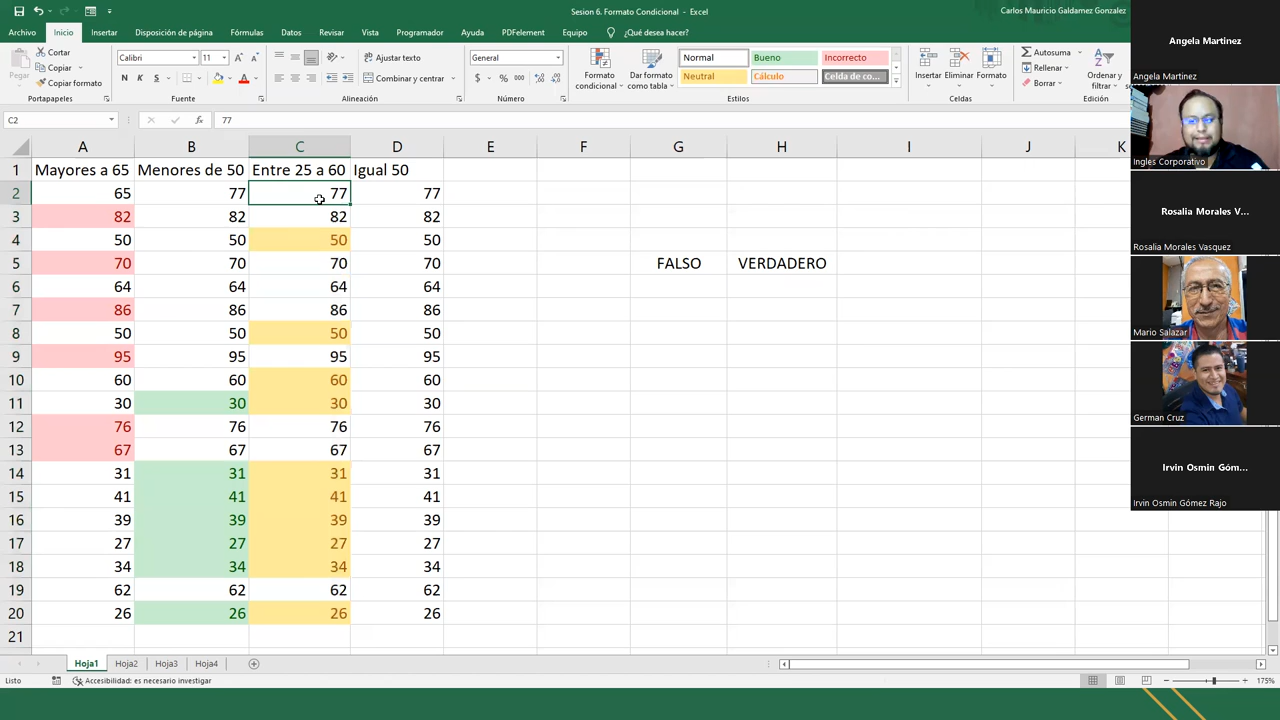 Sesion 6. Formato Condicional - Excel
Carlos Mauricio Galdamez Gonzalez
Archivo Inicio Insertar Disposición de página Fórmulas Datos Revisar Vista Programador Ayuda PDFelement Equipo ¿Qué desea hacer?
Pegar
Cortar
Copiar
Copiar formato
Portapapeles
Calibri 11
N K S
Fuente
Ajustar texto
Combinar y centrar
Alineación
General
$ % 000
Número
Formato condicional
Dar formato como tabla
Normal Bueno Incorrecto
Neutral Cálculo Celda de co...
Estilos
Insertar Eliminar Formato
Celdas
Autosuma
Rellenar
Borrar
Ordenar y filtrar
Edición
C2 fx 77
A B C D E F G H I J K
1 Mayores a 65 Menores de 50 Entre 25 a 60 Igual 50
2 65 77 77 77
3 82 82 82 82
4 50 50 50 50
5 70 70 70 70 FALSO VERDADERO
6 64 64 64 64
7 86 86 86 86
8 50 50 50 50
9 95 95 95 95
10 60 60 60 60
11 30 30 30 30
12 76 76 76 76
13 67 67 67 67
14 31 31 31 31
15 41 41 41 41
16 39 39 39 39
17 27 27 27 27
18 34 34 34 34
19 62 62 62 62
20 26 26 26 26
21
Hoja1 Hoja2 Hoja3 Hoja4
Listo Accesibilidad: es necesario investigar 175%
Angela Martinez
Angela Martinez
Ingles Corporativo
Rosalia Morales V...
Rosalia Morales Vasquez
Mario Salazar
German Cruz
Irvin Osmin Góm...
Irvin Osmin Gómez Rajo